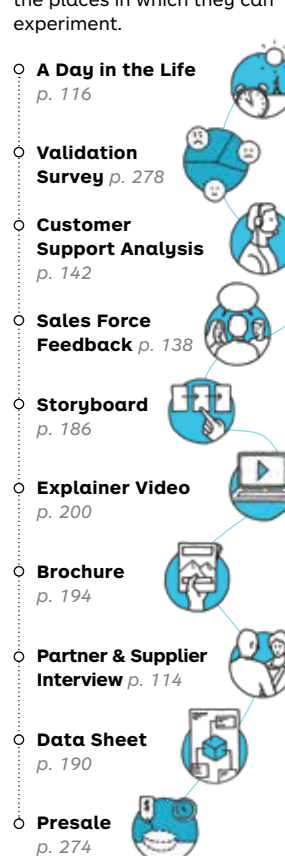 the places in which they can
experiment.
A Day in the Life
p. 116
Validation
Survey p. 278
Customer
Support Analysis
p. 142
Sales Force
Feedback p. 138
Storyboard
p. 186
Explainer Video
p. 200
Brochure
p. 194
Partner & Supplier
Interview p. 114
Data Sheet
p. 190
Presale
p. 274